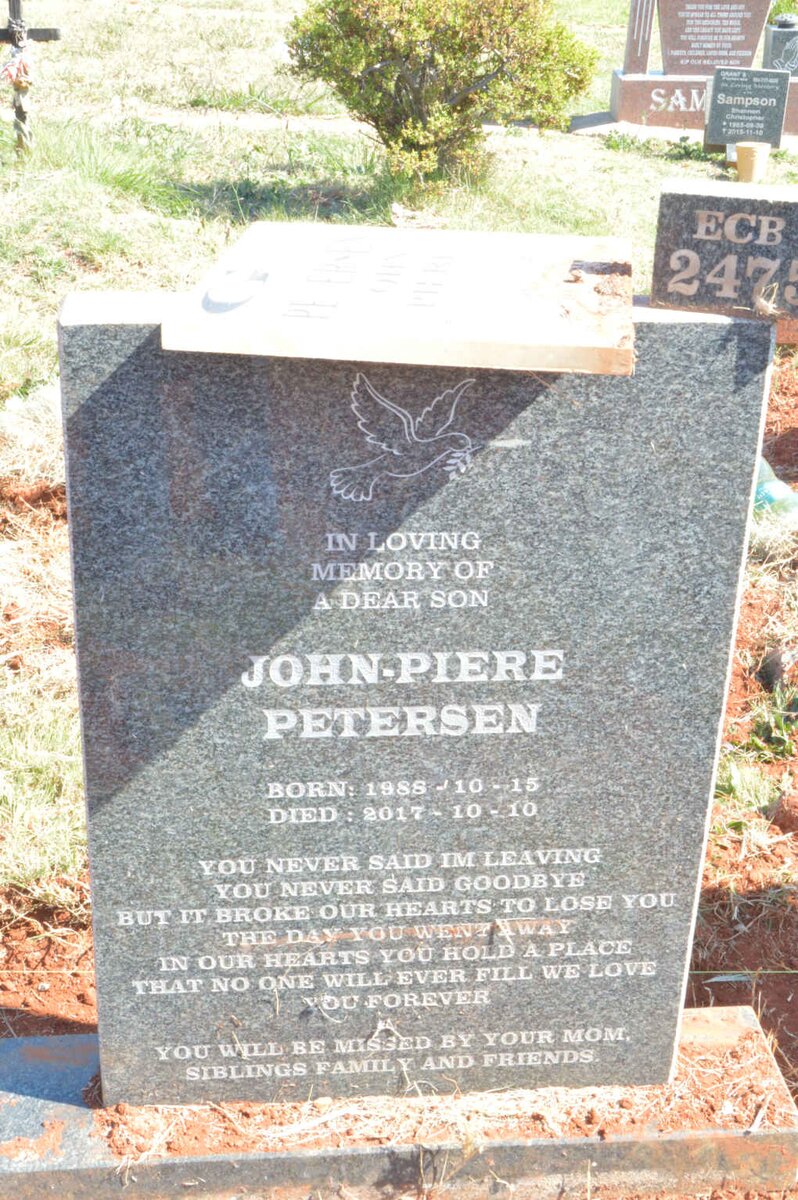 SAM
Sampson
Shannon
Christopher
ECB
2475
IN LOVING
MEMORY OF
A DEAR SON
JOHN-PIERE
PETERSEN
BORN: 1988 - 10 - 15
DIED : 2017 - 10 - 10
YOU NEVER SAID IM LEAVING
YOU NEVER SAID GOODBYE
BUT IT BROKE OUR HEARTS TO LOSE YOU
THE DAY YOU WENT AWAY
IN OUR HEARTS YOU HOLD A PLACE
THAT NO ONE WILL EVER FILL WE LOVE
YOU FOREVER
YOU WILL BE MISSED BY YOUR MOM,
SIBLINGS FAMILY AND FRIENDS